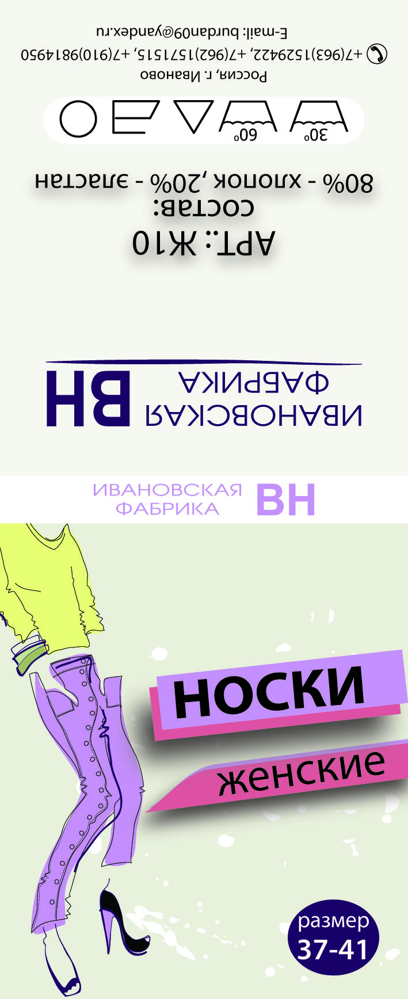 ИВАНОВСКАЯ
ФАБРИКА
ВН
АРТ.: Ж10
состав:
80% - хлопок ,20% - эластан
30° 60°
Россия, г. Иваново
+7(963)1529422, +7(962)1571515, +7(910)9814950
E-mail: burdan09@yandex.ru
ИВАНОВСКАЯ
ФАБРИКА
ВН
НОСКИ
женские
размер
37-41